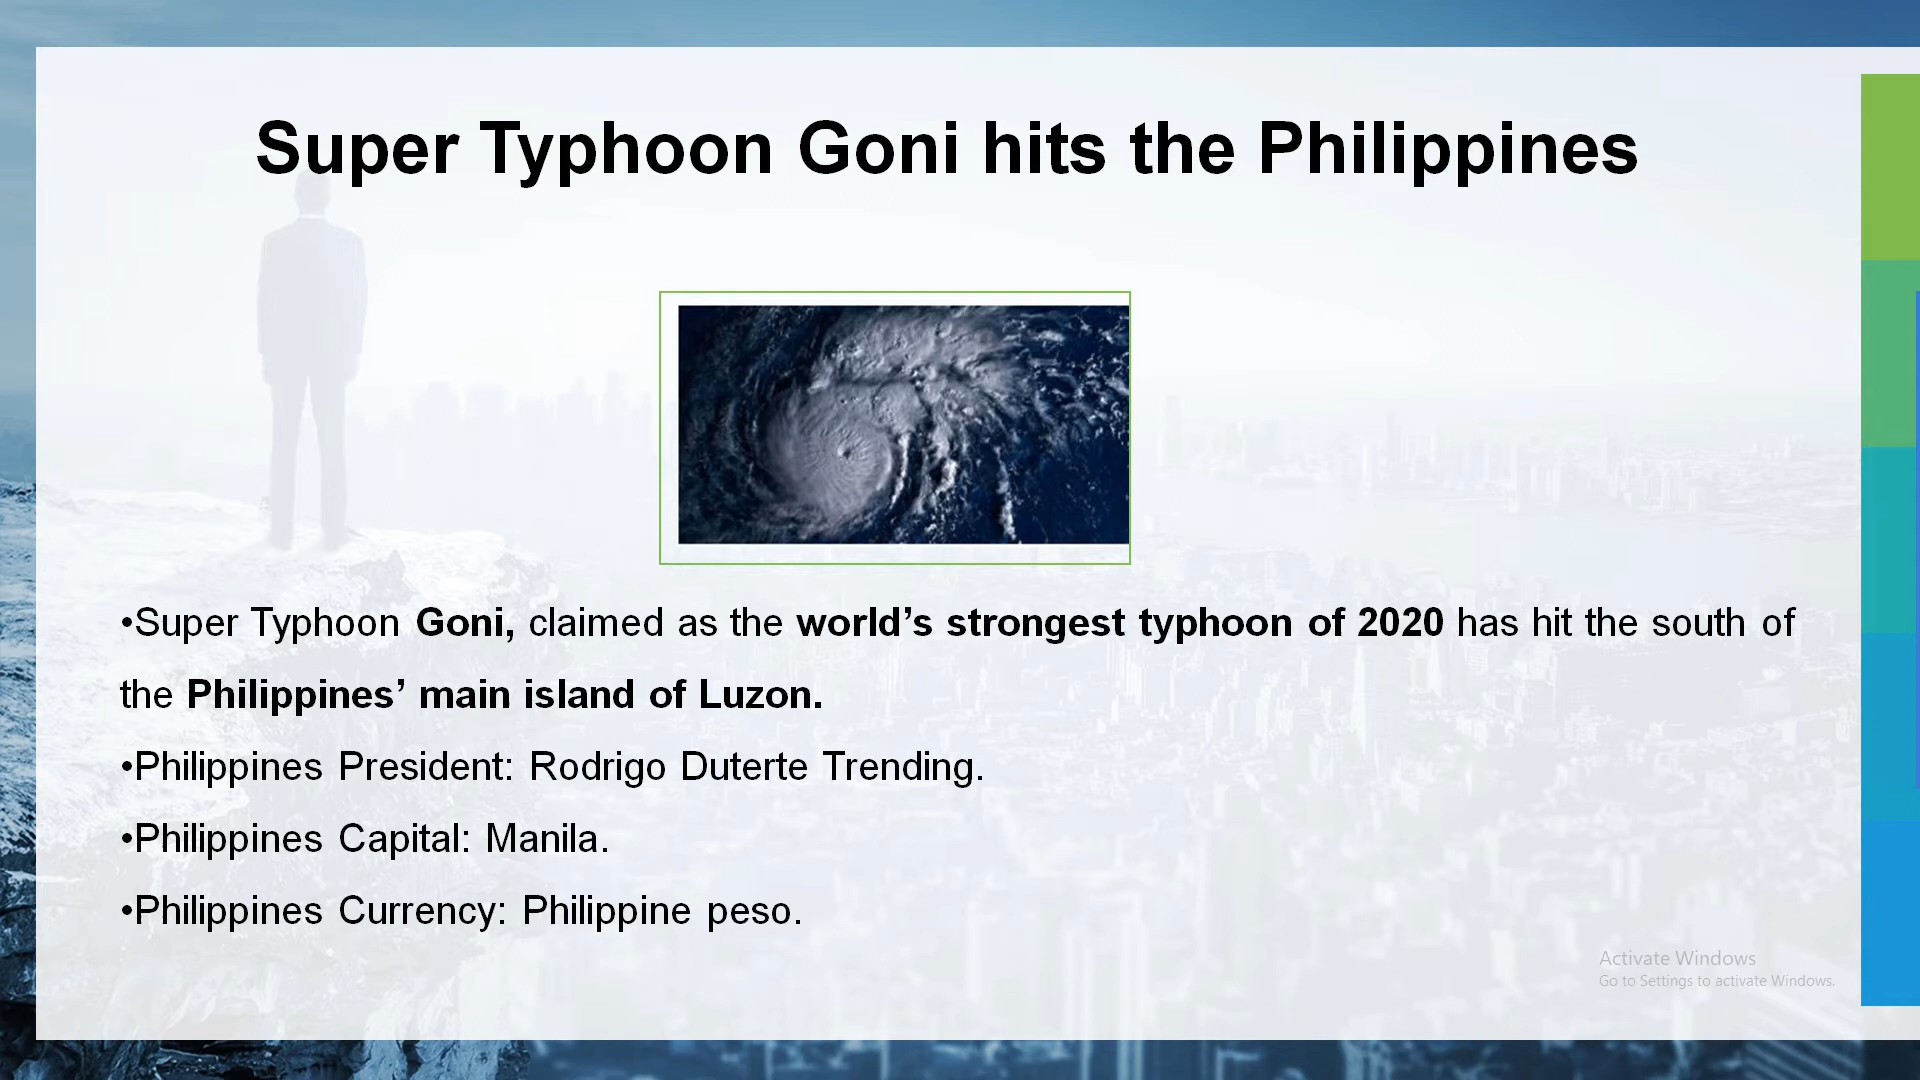 Super Typhoon Goni hits the Philippines
•Super Typhoon Goni, claimed as the world’s strongest typhoon of 2020 has hit the south of
the Philippines’ main island of Luzon.
•Philippines President: Rodrigo Duterte Trending.
•Philippines Capital: Manila.
•Philippines Currency: Philippine peso.
Activate Windows
Go to Settings to activate Windows.